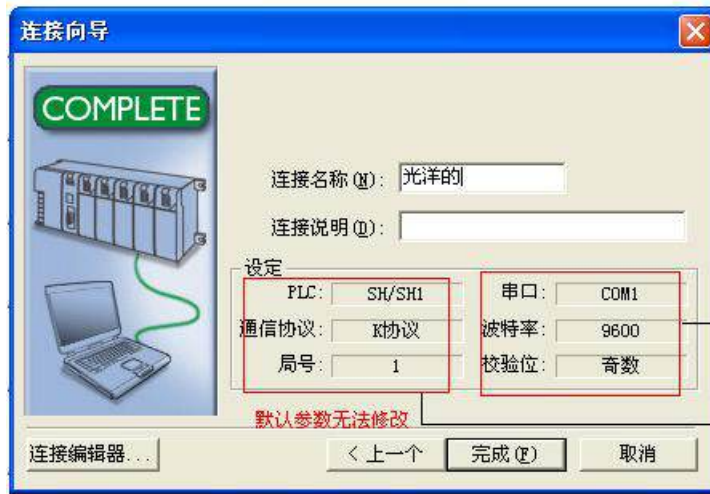 连接向导
COMPLETE
连接名称(N): 光洋的
连接说明(D):
设定
PLC: SH/SH1 串口: COM1
通信协议: K协议 波特率: 9600
局号: 1 校验位: 奇数
默认参数无法修改
连接编辑器... < 上一个 完成(F) 取消